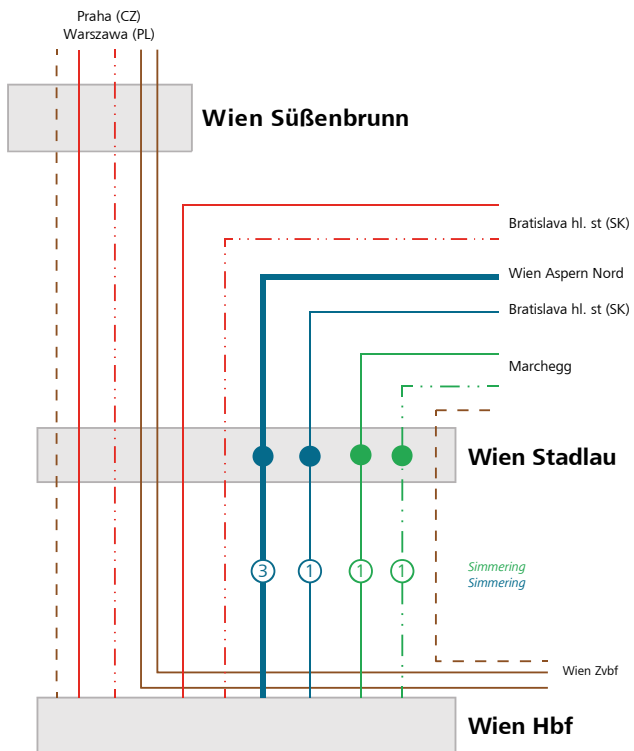 Praha (CZ)
Warszawa (PL)
Wien Süßenbrunn
Bratislava hl. st (SK)
Wien Aspern Nord
Bratislava hl. st (SK)
Marchegg
Wien Stadlau
3 1 1 1
Simmering
Simmering
Wien Zvbf
Wien Hbf